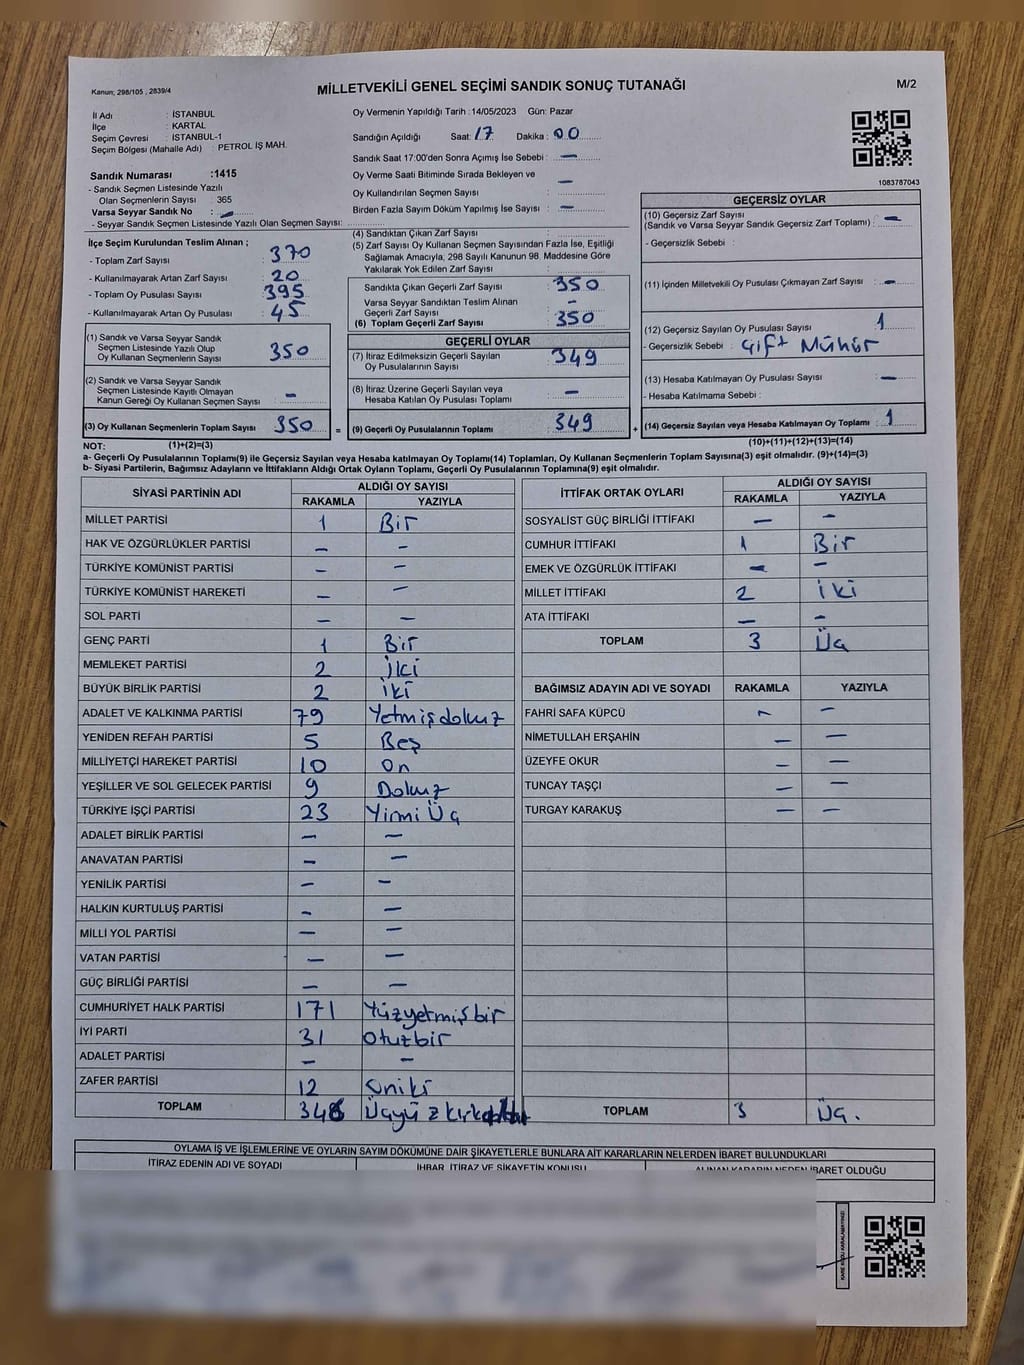 Kanun; 298/105 , 2839/4
MİLLETVEKİLİ GENEL SEÇİMİ SANDIK SONUÇ TUTANAĞI
M/2
İl Adı : İSTANBUL
İlçe : KARTAL
Seçim Çevresi : İSTANBUL-1
Seçim Bölgesi (Mahalle Adı) : PETROL İŞ MAH.
Sandık Numarası :1415
- Sandık Seçmen Listesinde Yazılı
Olan Seçmenlerin Sayısı : 365
Varsa Seyyar Sandık No : -
- Seyyar Sandık Seçmen Listesinde Yazılı Olan Seçmen Sayısı:
Oy Vermenin Yapıldığı Tarih : 14/05/2023 Gün: Pazar
Sandığın Açıldığı Saat: 17 Dakika : 00
Sandık Saat 17:00'den Sonra Açımış İse Sebebi : -
Oy Verme Saati Bitiminde Sırada Bekleyen ve
Oy Kullandırılan Seçmen Sayısı : -
Birden Fazla Sayım Döküm Yapılmış İse Sayısı : -
1083787043
İlçe Seçim Kurulundan Teslim Alınan ;
- Toplam Zarf Sayısı : 370
- Kullanılmayarak Artan Zarf Sayısı : 20
- Toplam Oy Pusulası Sayısı : 395
- Kullanılmayarak Artan Oy Pusulası : 45
(1) Sandık ve Varsa Seyyar Sandık
Seçmen Listesinde Yazılı Olup
Oy Kullanan Seçmenlerin Sayısı : 350
(2) Sandık ve Varsa Seyyar Sandık
Seçmen Listesinde Kayıtlı Olmayan
Kanun Gereği Oy Kullanan Seçmen Sayısı : -
(3) Oy Kullanan Seçmenlerin Toplam Sayısı : 350 =
(4) Sandıktan Çıkan Zarf Sayısı :
(5) Zarf Sayısı Oy Kullanan Seçmen Sayısından Fazla İse, Eşitliği
Sağlamak Amacıyla, 298 Sayılı Kanunun 98. Maddesine Göre
Yakılarak Yok Edilen Zarf Sayısı :
Sandıkta Çıkan Geçerli Zarf Sayısı : 350
Varsa Seyyar Sandıktan Teslim Alınan
Geçerli Zarf Sayısı : -
(6) Toplam Geçerli Zarf Sayısı : 350
GEÇERLİ OYLAR
(7) İtiraz Edilmeksizin Geçerli Sayılan
Oy Pusulalarının Sayısı : 349
(8) İtiraz Üzerine Geçerli Sayılan veya
Hesaba Katılan Oy Pusulası Toplamı : -
(9) Geçerli Oy Pusulalarının Toplamı : 349 +
GEÇERSİZ OYLAR
(10) Geçersiz Zarf Sayısı
(Sandık ve Varsa Seyyar Sandık Geçersiz Zarf Toplamı) : -
- Geçersizlik Sebebi :
(11) İçinden Milletvekili Oy Pusulası Çıkmayan Zarf Sayısı : -
(12) Geçersiz Sayılan Oy Pusulası Sayısı : 1
- Geçersizlik Sebebi : Çift Mühür
(13) Hesaba Katılmayan Oy Pusulası Sayısı : -
- Hesaba Katılmama Sebebi :
(14) Geçersiz Sayılan veya Hesaba Katılmayan Oy Toplamı : 1
NOT: (1)+(2)=(3) (10)+(11)+(12)+(13)=(14)
a- Geçerli Oy Pusulalarının Toplamı(9) ile Geçersiz Sayılan veya Hesaba katılmayan Oy Toplamı(14) Toplamları, Oy Kullanan Seçmenlerin Toplam Sayısına(3) eşit olmalıdır. (9)+(14)=(3)
b- Siyasi Partilerin, Bağımsız Adayların ve İttifakların Aldığı Ortak Oyların Toplamı, Geçerli Oy Pusulalarının Toplamına(9) eşit olmalıdır.
SİYASİ PARTİNİN ADI ALDIĞI OY SAYISI
RAKAMLA YAZIYLA
MİLLET PARTİSİ 1 Bir
HAK VE ÖZGÜRLÜKLER PARTİSİ - -
TÜRKİYE KOMÜNİST PARTİSİ - -
TÜRKİYE KOMÜNİST HAREKETİ - -
SOL PARTİ - -
GENÇ PARTİ 1 Bir
MEMLEKET PARTİSİ 2 İki
BÜYÜK BİRLİK PARTİSİ 2 İki
ADALET VE KALKINMA PARTİSİ 79 Yetmişdokuz
YENİDEN REFAH PARTİSİ 5 Beş
MİLLİYETÇİ HAREKET PARTİSİ 10 On
YEŞİLLER VE SOL GELECEK PARTİSİ 9 Dokuz
TÜRKİYE İŞÇİ PARTİSİ 23 Yirmi Üç
ADALET BİRLİK PARTİSİ - -
ANAVATAN PARTİSİ - -
YENİLİK PARTİSİ - -
HALKIN KURTULUŞ PARTİSİ - -
MİLLİ YOL PARTİSİ - -
VATAN PARTİSİ - -
GÜÇ BİRLİĞİ PARTİSİ - -
CUMHURİYET HALK PARTİSİ 171 Yüzyetmişbir
İYİ PARTİ 31 Otuzbir
ADALET PARTİSİ - -
ZAFER PARTİSİ 12 Oniki
TOPLAM 346 Üçyüz kırkaltı
İTTİFAK ORTAK OYLARI ALDIĞI OY SAYISI
RAKAMLA YAZIYLA
SOSYALİST GÜÇ BİRLİĞİ İTTİFAKI - -
CUMHUR İTTİFAKI 1 Bir
EMEK VE ÖZGÜRLÜK İTTİFAKI - -
MİLLET İTTİFAKI 2 iki
ATA İTTİFAKI - -
TOPLAM 3 Üç
BAĞIMSIZ ADAYIN ADI VE SOYADI RAKAMLA YAZIYLA
FAHRİ SAFA KÜPCÜ - -
NİMETULLAH ERŞAHİN - -
ÜZEYFE OKUR - -
TUNCAY TAŞÇI - -
TURGAY KARAKUŞ - -
TOPLAM 3 Üç.
OYLAMA İŞ VE İŞLEMLERİNE VE OYLARIN SAYIM DÖKÜMÜNE DAİR ŞİKAYETLERLE BUNLARA AİT KARARLARIN NELERDEN İBARET BULUNDUKLARI
İTİRAZ EDENİN ADI VE SOYADI İHBAR, İTİRAZ VE ŞİKAYETİN KONUSU ALINAN KARARIN NEDEN İBARET OLDUĞU
KARE KODU KARALAMAYINIZ!